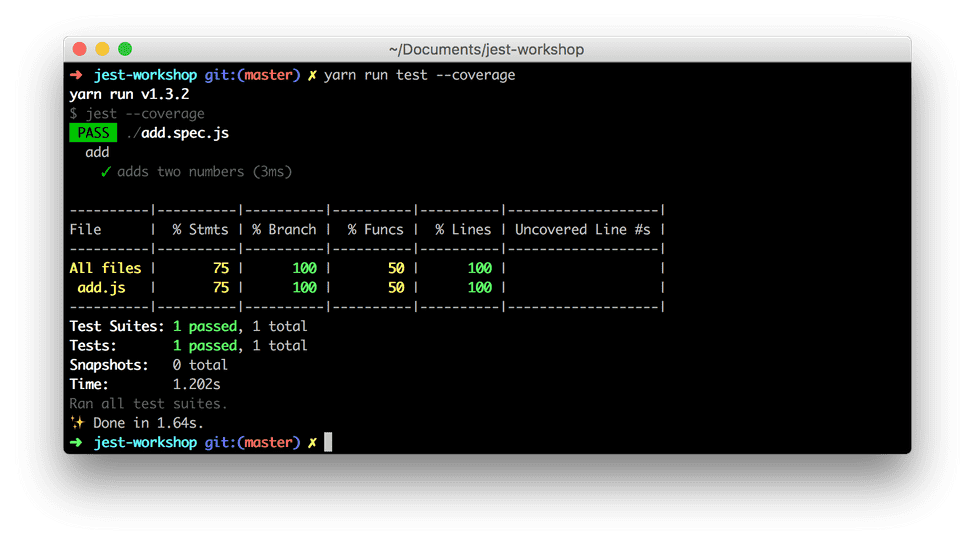 ~/Documents/jest-workshop
➜ jest-workshop git:(master) ✗ yarn run test --coverage
yarn run v1.3.2
$ jest --coverage
PASS ./add.spec.js
  add
    ✓ adds two numbers (3ms)

----------|----------|----------|----------|----------|-------------------|
File      |  % Stmts | % Branch |  % Funcs |  % Lines | Uncovered Line #s |
----------|----------|----------|----------|----------|-------------------|
All files |       75 |      100 |       50 |      100 |                   |
 add.js   |       75 |      100 |       50 |      100 |                   |
----------|----------|----------|----------|----------|-------------------|
Test Suites: 1 passed, 1 total
Tests:       1 passed, 1 total
Snapshots:   0 total
Time:        1.202s
Ran all test suites.
✨ Done in 1.64s.
➜ jest-workshop git:(master) ✗